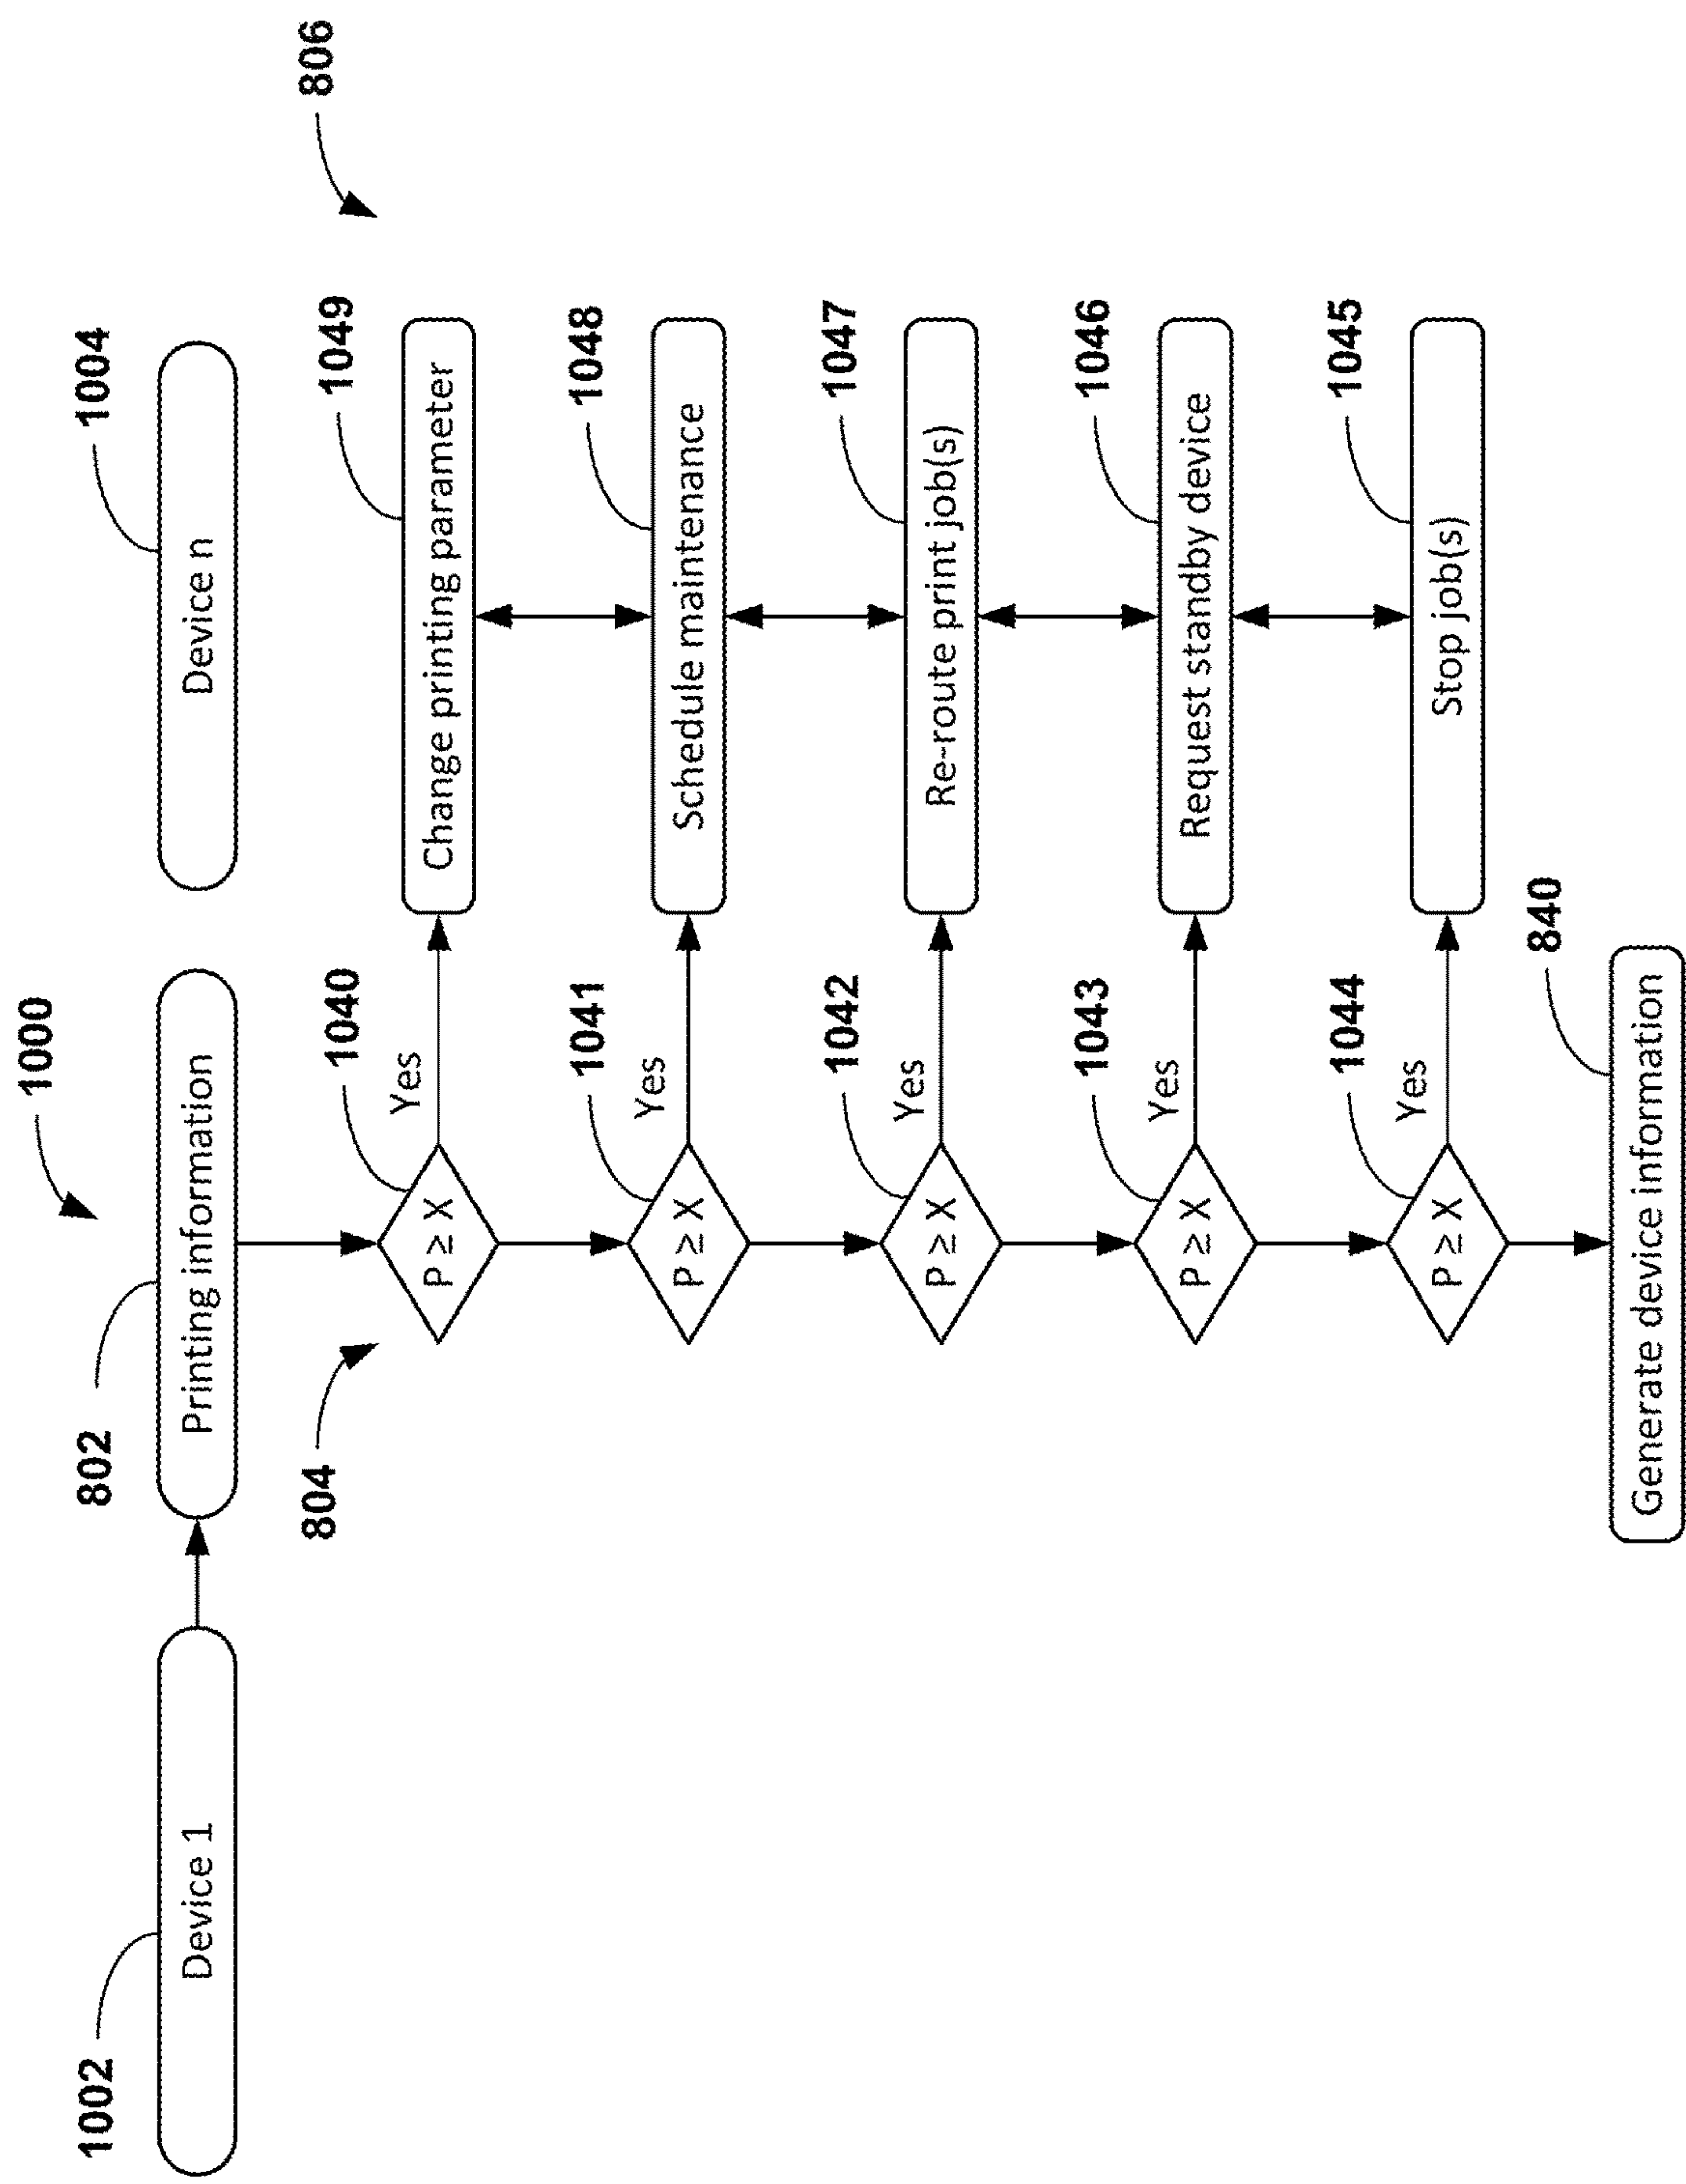 1000
1002
802
1004
Device 1
Printing information
Device n
804
806
1040
1049
P ≥ X
Yes
Change printing parameter
1041
1048
P ≥ X
Yes
Schedule maintenance
1042
1047
P ≥ X
Yes
Re-route print job(s)
1043
1046
P ≥ X
Yes
Request standby device
1044
1045
P ≥ X
Yes
Stop job(s)
840
Generate device information